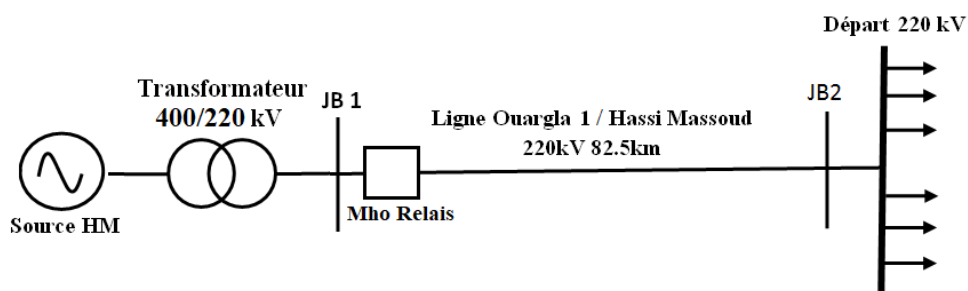 Départ 220 kV
Transformateur
400/220 kV
JB 1
JB2
Ligne Ouargla 1 / Hassi Massoud
220kV 82.5km
Mho Relais
Source HM